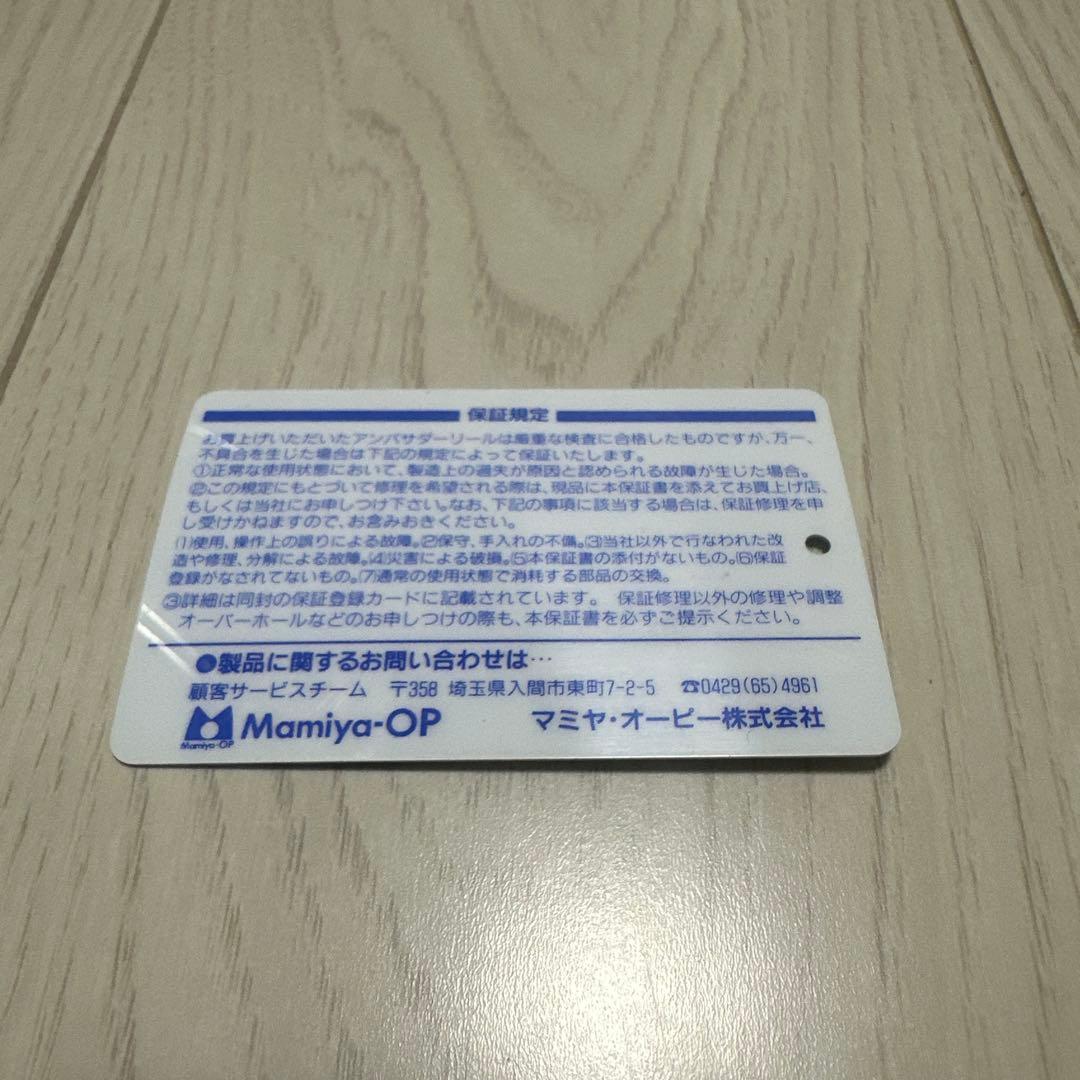 保証規定
お買上げいただいたアンバサダーリールは厳重な検査に合格したものですが、万一、
不具合を生じた場合は下記の規定によって保証いたします。
①正常な使用状態において、製造上の過失が原因と認められる故障が生じた場合。
②この規定にもとづいて修理を希望される際は、現品に本保証書を添えてお買上げ店、
もしくは当社にお申しつけ下さい。なお、下記の事項に該当する場合は、保証修理を申
し受けかねますので、お含みおきください。
(1)使用、操作上の誤りによる故障。(2)保守、手入れの不備。(3)当社以外で行なわれた改
造や修理、分解による故障。(4)災害による破損。(5)本保証書の添付がないもの。(6)保証
登録がなされてないもの。(7)通常の使用状態で消耗する部品の交換。
③詳細は同封の保証登録カードに記載されています。 保証修理以外の修理や調整
オーバーホールなどのお申しつけの際も、本保証書を必ずご提示ください。
●製品に関するお問い合わせは…
顧客サービスチーム 〒358 埼玉県入間市東町7-2-5 ☎0429(65)4961
Mamiya-OP Mamiya-OP マミヤ・オーピー株式会社